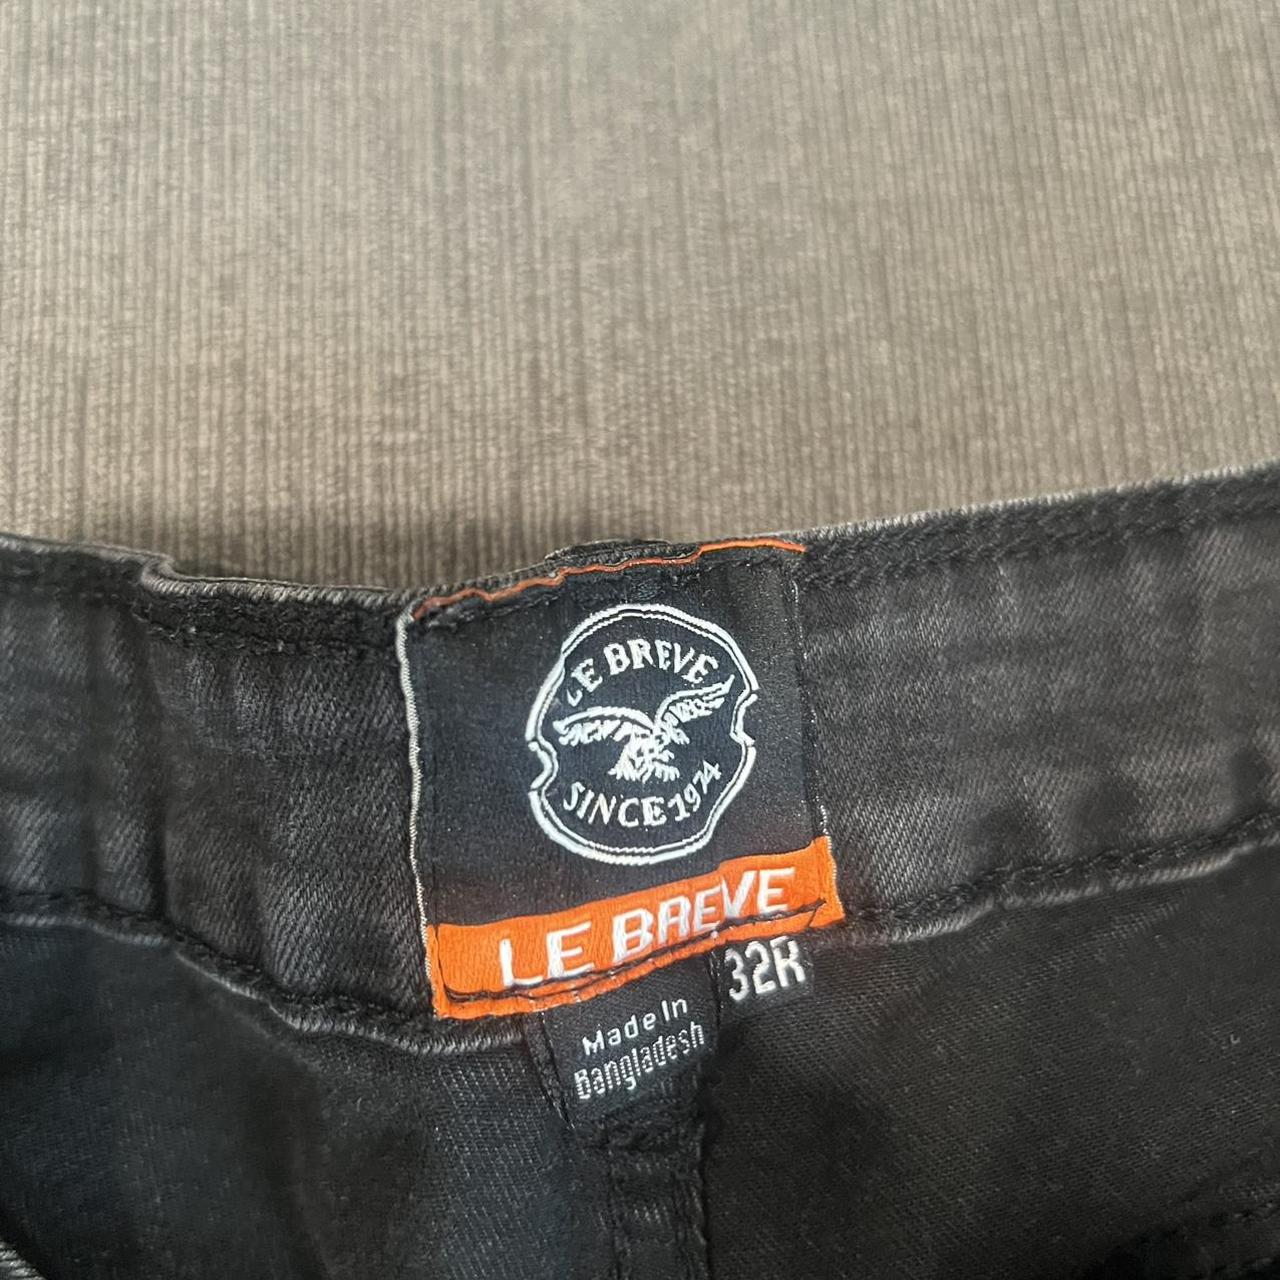 LE BREVE
SINCE 1974
LE BREVE
32R
Made In
Bangladesh